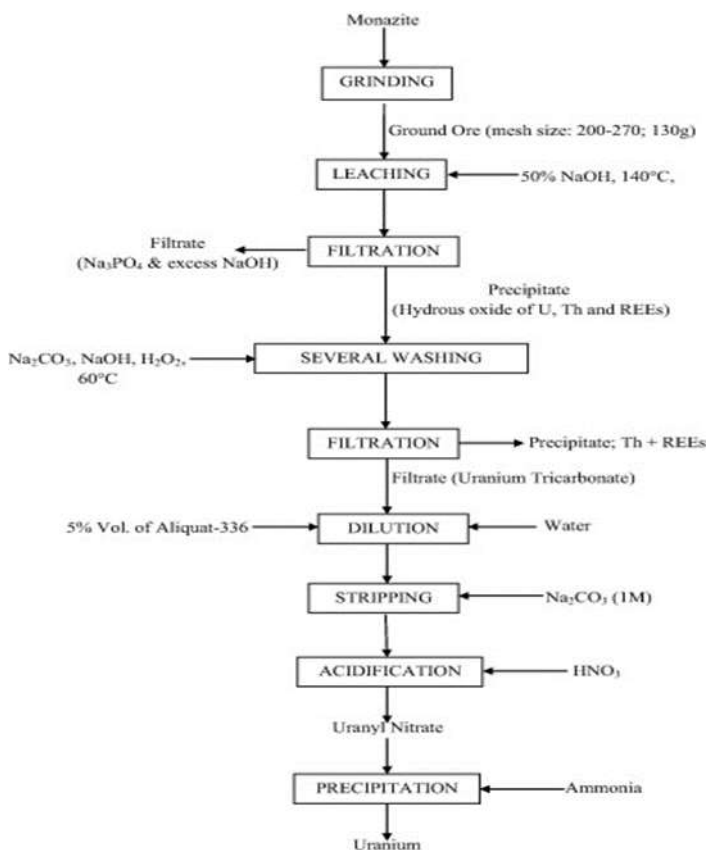 Monazite
GRINDING
Ground Ore (mesh size: 200-270; 130g)
LEACHING
50% NaOH, 140°C,
Filtrate
(Na₃PO₄ & excess NaOH)
FILTRATION
Precipitate
(Hydrous oxide of U, Th and REEs)
Na₂CO₃, NaOH, H₂O₂,
60°C
SEVERAL WASHING
FILTRATION
Precipitate; Th + REEs
Filtrate (Uranium Tricarbonate)
5% Vol. of Aliquat-336
DILUTION
Water
STRIPPING
Na₂CO₃ (1M)
ACIDIFICATION
HNO₃
Uranyl Nitrate
PRECIPITATION
Ammonia
Uranium